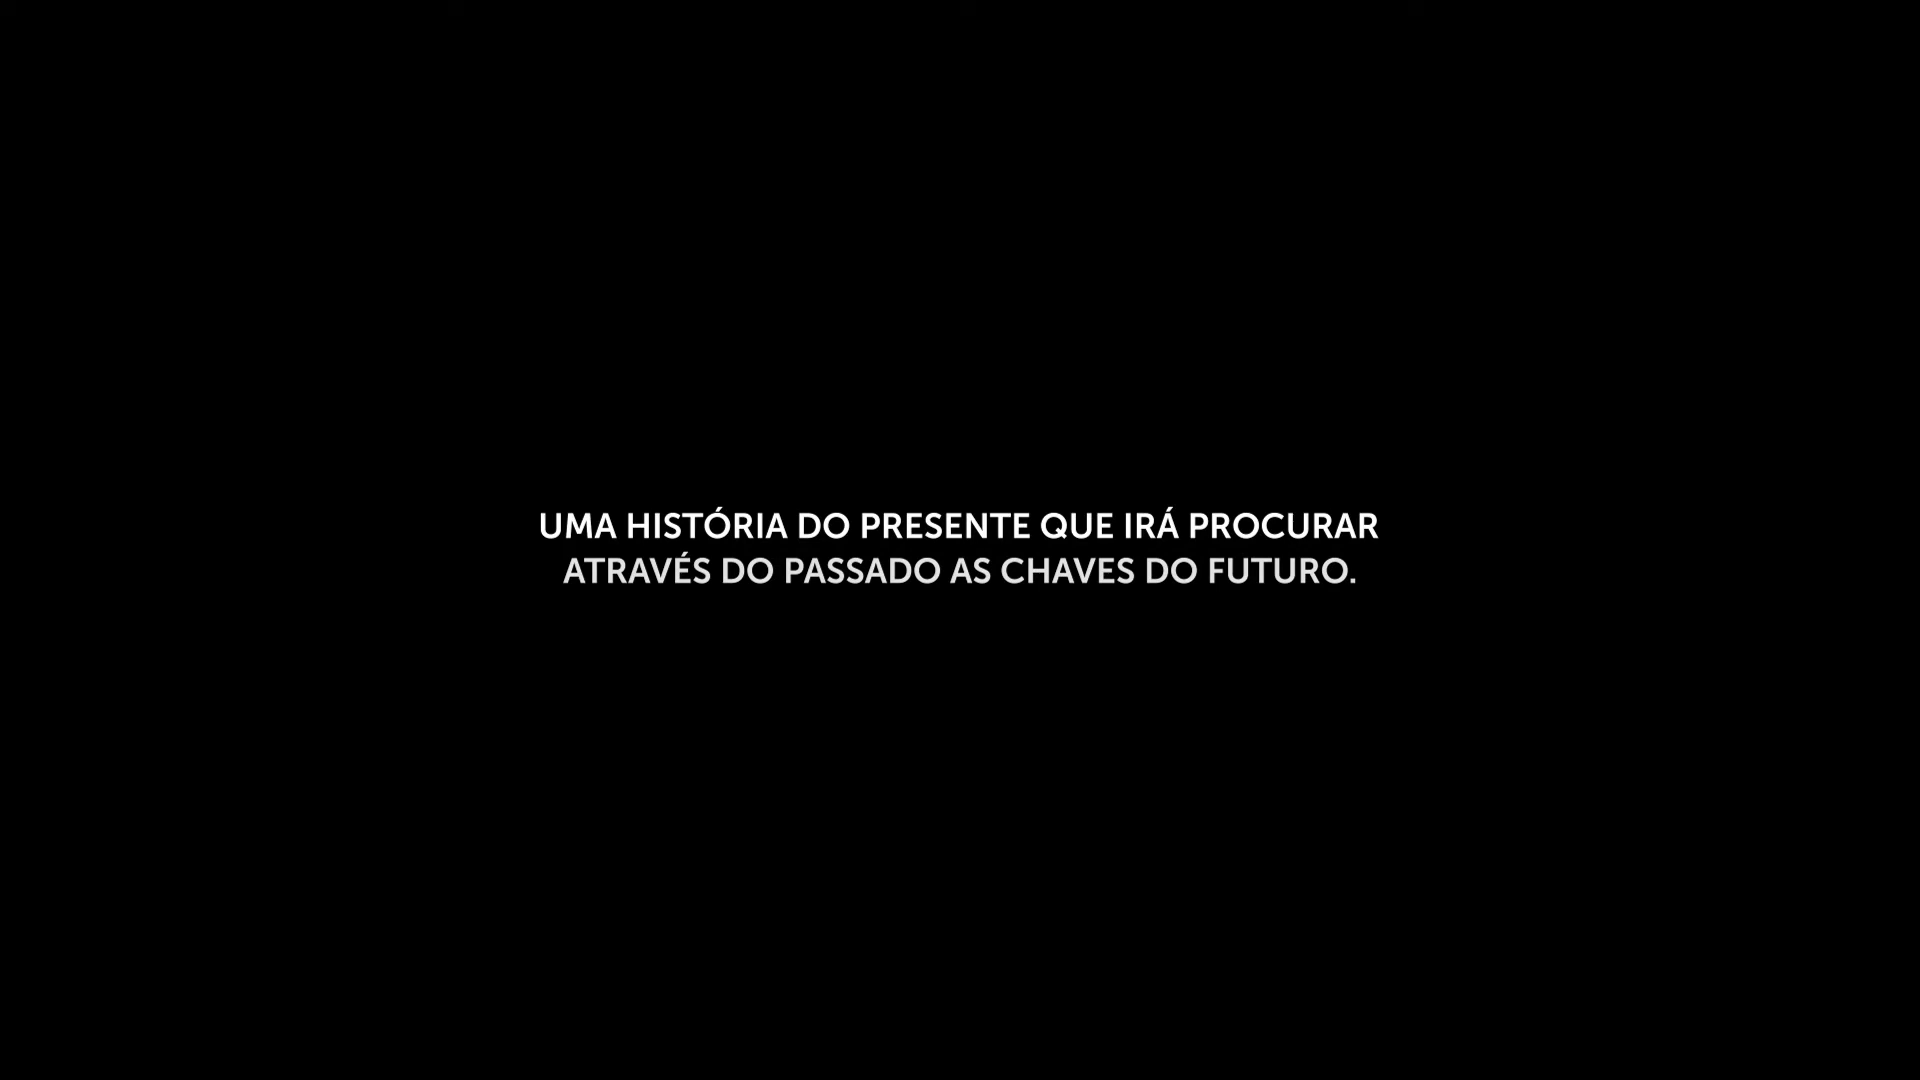 UMA HISTÓRIA DO PRESENTE QUE IRÁ PROCURAR
ATRAVÉS DO PASSADO AS CHAVES DO FUTURO.